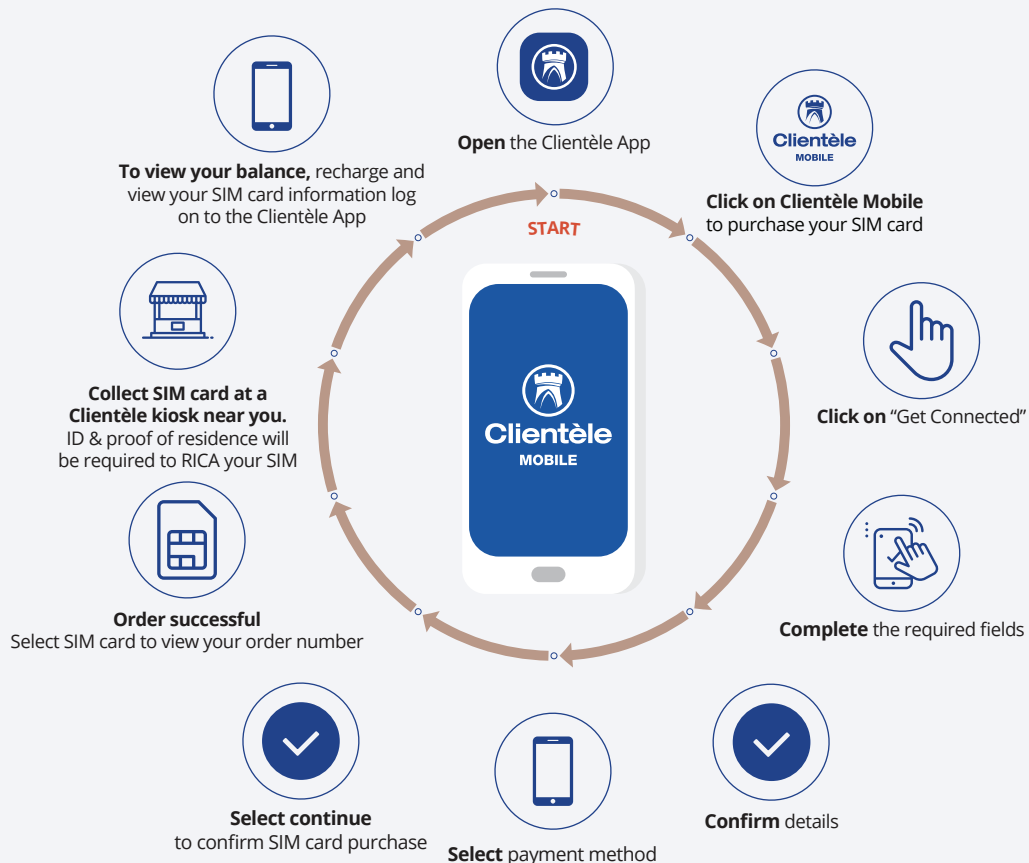 Open the Clientèle App
Clientèle
MOBILE
Click on Clientèle Mobile
to purchase your SIM card
Click on “Get Connected”
Complete the required fields
Confirm details
Select payment method
Select continue
to confirm SIM card purchase
Order successful
Select SIM card to view your order number
Collect SIM card at a
Clientèle kiosk near you.
ID & proof of residence will
be required to RICA your SIM
To view your balance, recharge and
view your SIM card information log
on to the Clientèle App
START
Clientèle
MOBILE